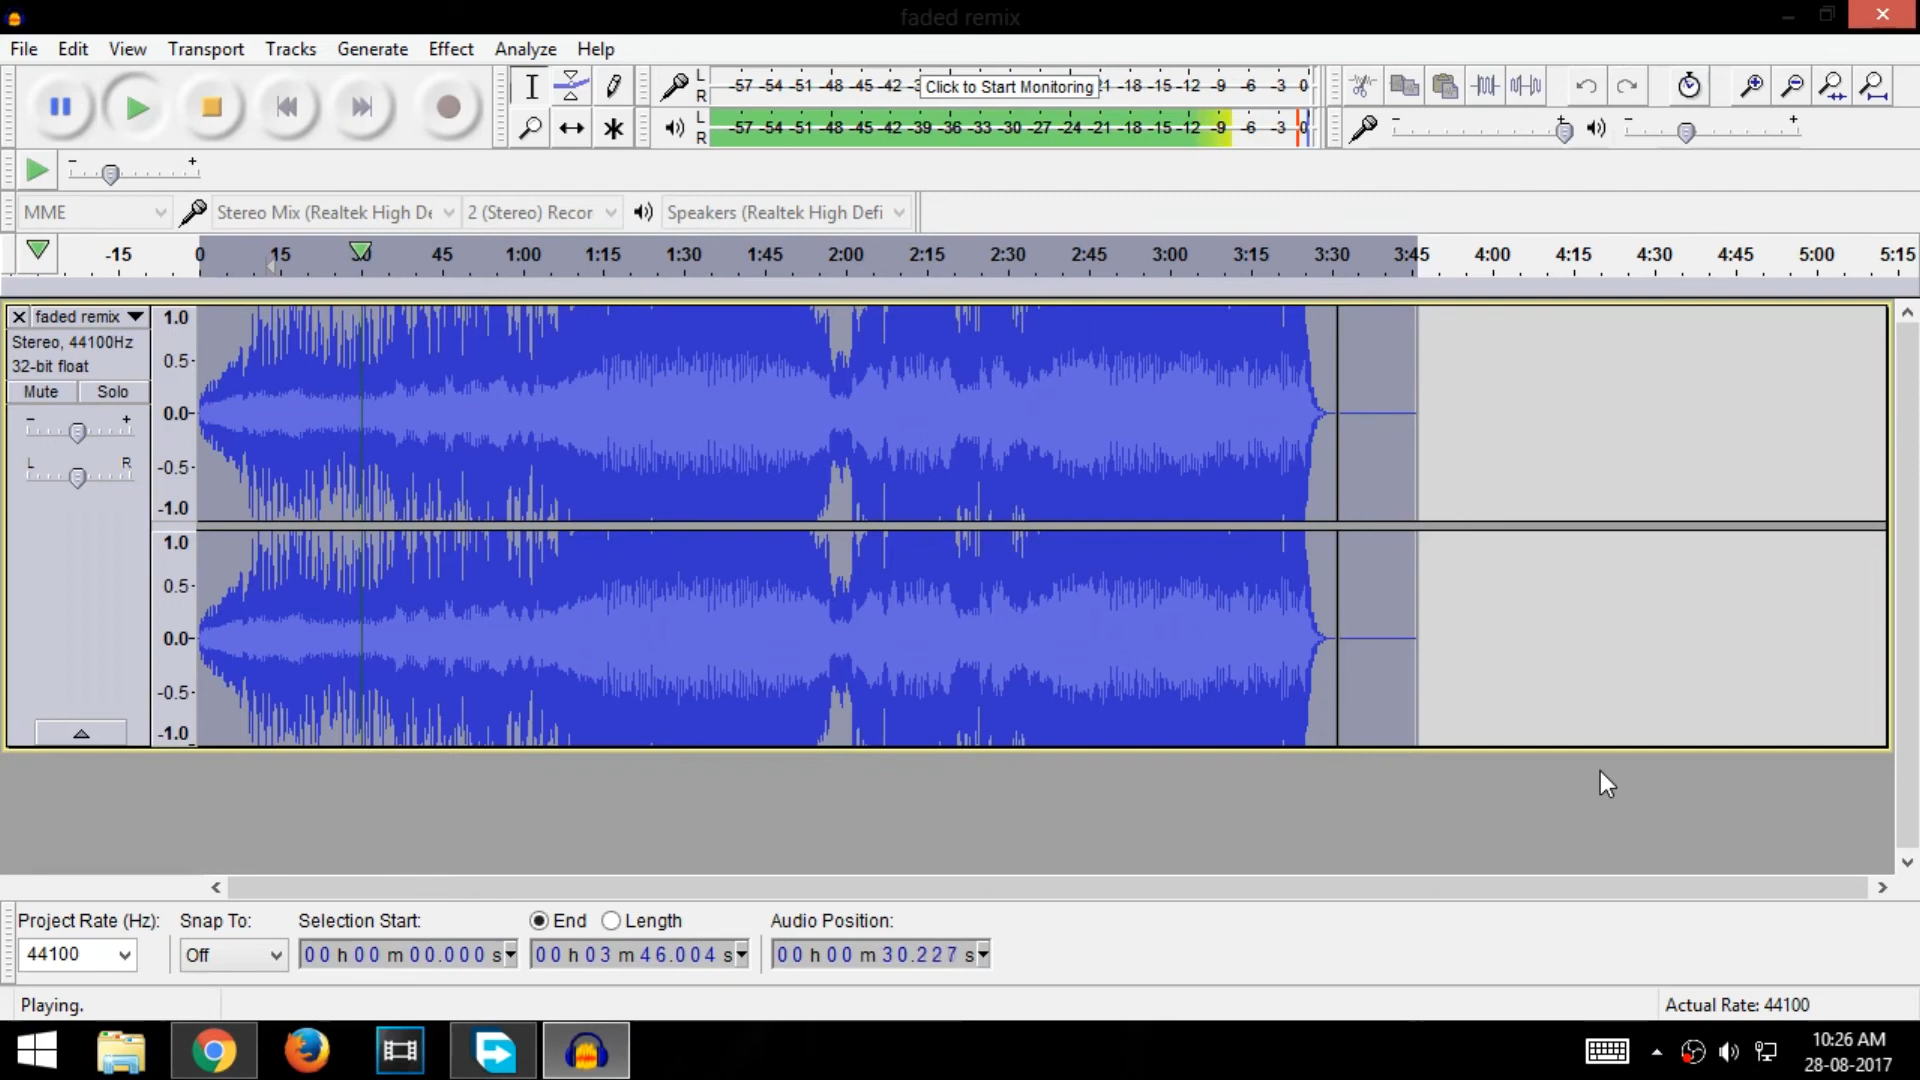 faded remix
File Edit View Transport Tracks Generate Effect Analyze Help
L
R
-57 -54 -51 -48 -45 -42 -3 Click to Start Monitoring 21 -18 -15 -12 -9 -6 -3 0
L
R
-57 -54 -51 -48 -45 -42 -39 -36 -33 -30 -27 -24 -21 -18 -15 -12 -9 -6 -3 0
- +
- +
- +
MME
Stereo Mix (Realtek High De
2 (Stereo) Recor
Speakers (Realtek High Defi
-15 0 15 30 45 1:00 1:15 1:30 1:45 2:00 2:15 2:30 2:45 3:00 3:15 3:30 3:45 4:00 4:15 4:30 4:45 5:00 5:15
faded remix
Stereo, 44100Hz
32-bit float
Mute Solo
- +
L R
1.0
0.5-
0.0-
-0.5-
-1.0
1.0
0.5-
0.0-
-0.5-
-1.0
Project Rate (Hz): Snap To: Selection Start: End Length Audio Position:
44100 Off 00 h 00 m 00.000 s 00 h 03 m 46.004 s 00 h 00 m 30.227 s
Playing. Actual Rate: 44100
10:26 AM
28-08-2017